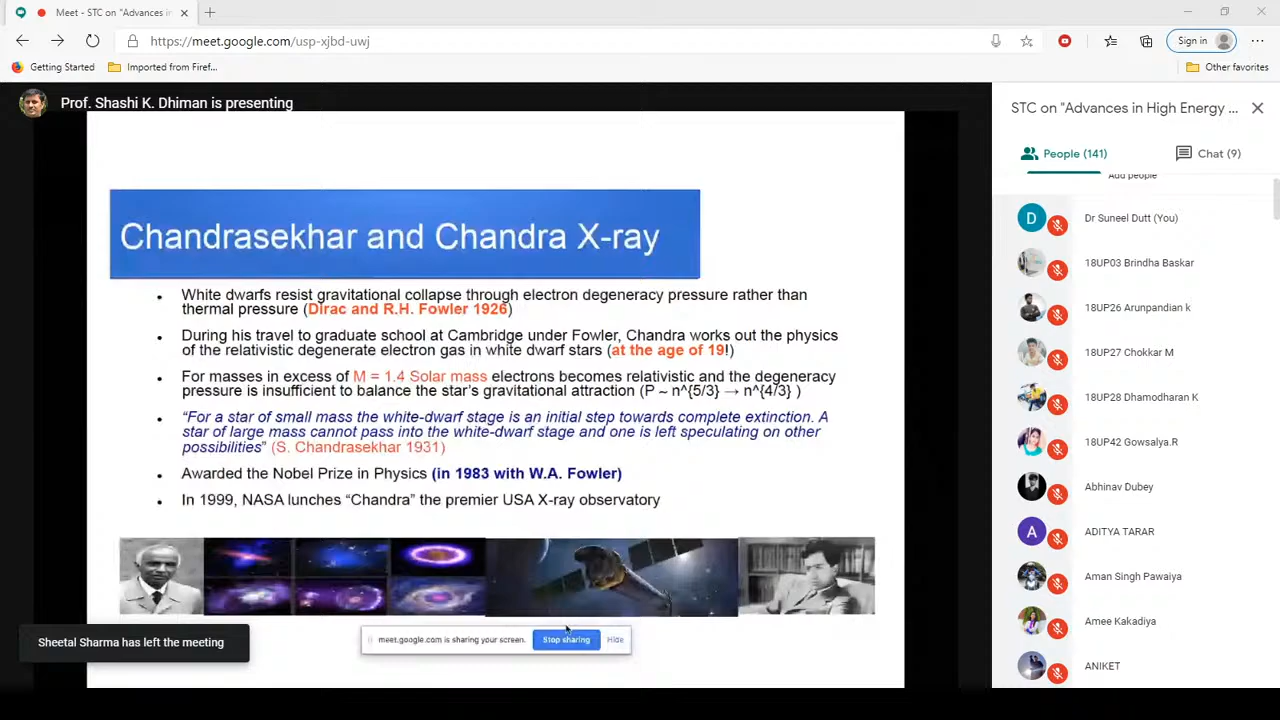 Meet - STC on "Advances in High
https://meet.google.com/usp-xjbd-uwj
Sign in
Getting Started
Imported from Firef...
Other favorites
Prof. Shashi K. Dhiman is presenting
Chandrasekhar and Chandra X-ray
• White dwarfs resist gravitational collapse through electron degeneracy pressure rather than
thermal pressure (Dirac and R.H. Fowler 1926)
• During his travel to graduate school at Cambridge under Fowler, Chandra works out the physics
of the relativistic degenerate electron gas in white dwarf stars (at the age of 19!)
• For masses in excess of M = 1.4 Solar mass electrons becomes relativistic and the degeneracy
pressure is insufficient to balance the star's gravitational attraction (P ~ n^{5/3} → n^{4/3} )
• “For a star of small mass the white-dwarf stage is an initial step towards complete extinction. A
star of large mass cannot pass into the white-dwarf stage and one is left speculating on other
possibilities” (S. Chandrasekhar 1931)
• Awarded the Nobel Prize in Physics (in 1983 with W.A. Fowler)
• In 1999, NASA lunches “Chandra” the premier USA X-ray observatory
Sheetal Sharma has left the meeting
meet.google.com is sharing your screen.
Stop sharing
Hide
STC on "Advances in High Energy ...
People (141)
Chat (9)
Add people
D
Dr Suneel Dutt (You)
18UP03 Brindha Baskar
18UP26 Arunpandian k
18UP27 Chokkar M
18UP28 Dhamodharan K
18UP42 Gowsalya.R
Abhinav Dubey
A
ADITYA TARAR
Aman Singh Pawaiya
Amee Kakadiya
ANIKET